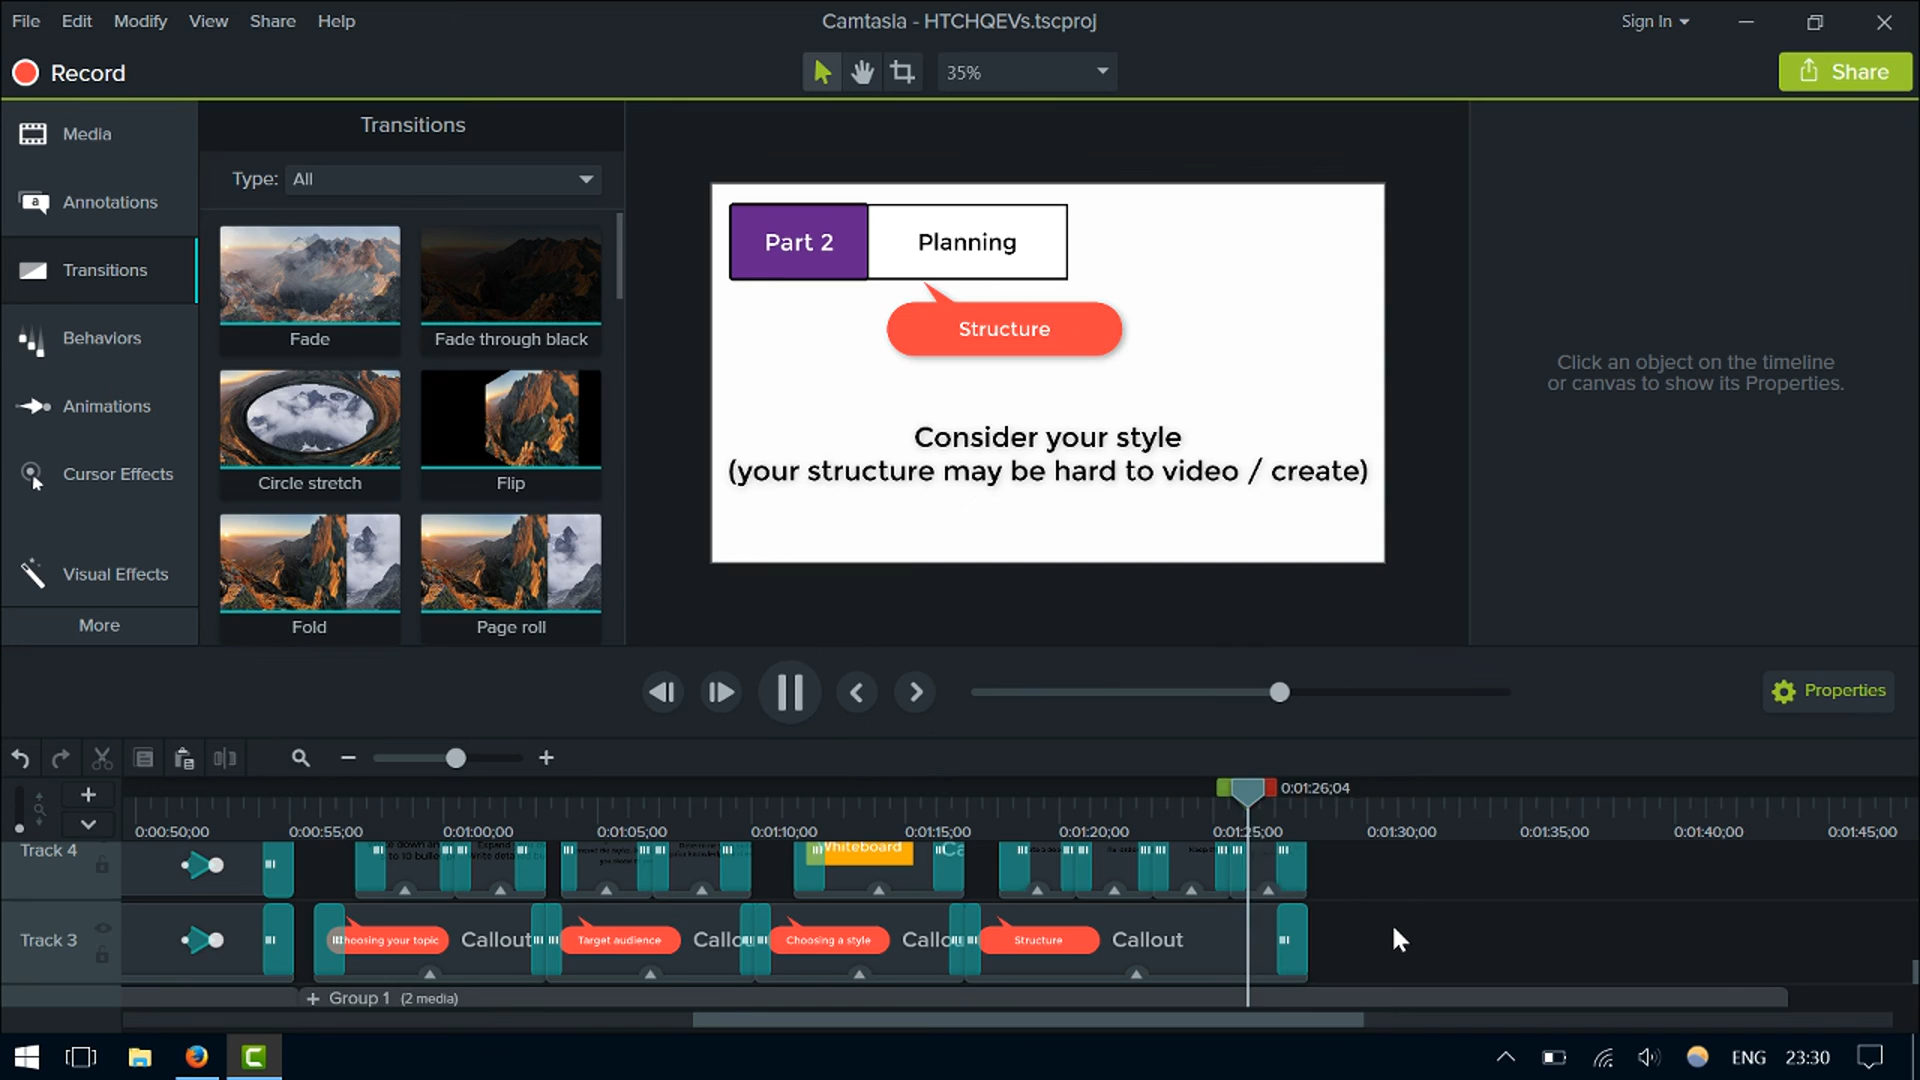 File Edit Modify View Share Help
Camtasia - HTCHQEVs.tscproj
Sign In
Record
35%
Share
Media
Annotations
Transitions
Behaviors
Animations
Cursor Effects
Visual Effects
More
Transitions
Type: All
Fade
Fade through black
Circle stretch
Flip
Fold
Page roll
Part 2
Planning
Structure
Consider your style
(your structure may be hard to video / create)
Click an object on the timeline
or canvas to show its Properties.
Properties
0:01:26;04
0:00:50;00 0:00:55;00 0:01:00;00 0:01:05;00 0:01:10;00 0:01:15;00 0:01:20;00 0:01:25;00 0:01:30;00 0:01:35;00 0:01:40;00 0:01:45;00
Track 4
Whiteboard
Track 3
hoosing your topic Callout Target audience Callo Choosing a style Callo Structure Callout
+ Group 1 (2 media)
ENG 23:30